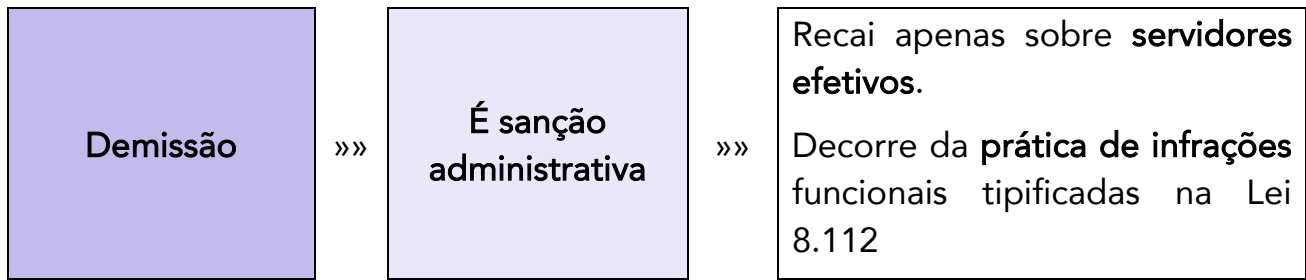 Demissão
»»
É sanção
administrativa
»»
Recai apenas sobre servidores
efetivos.
Decorre da prática de infrações
funcionais tipificadas na Lei
8.112